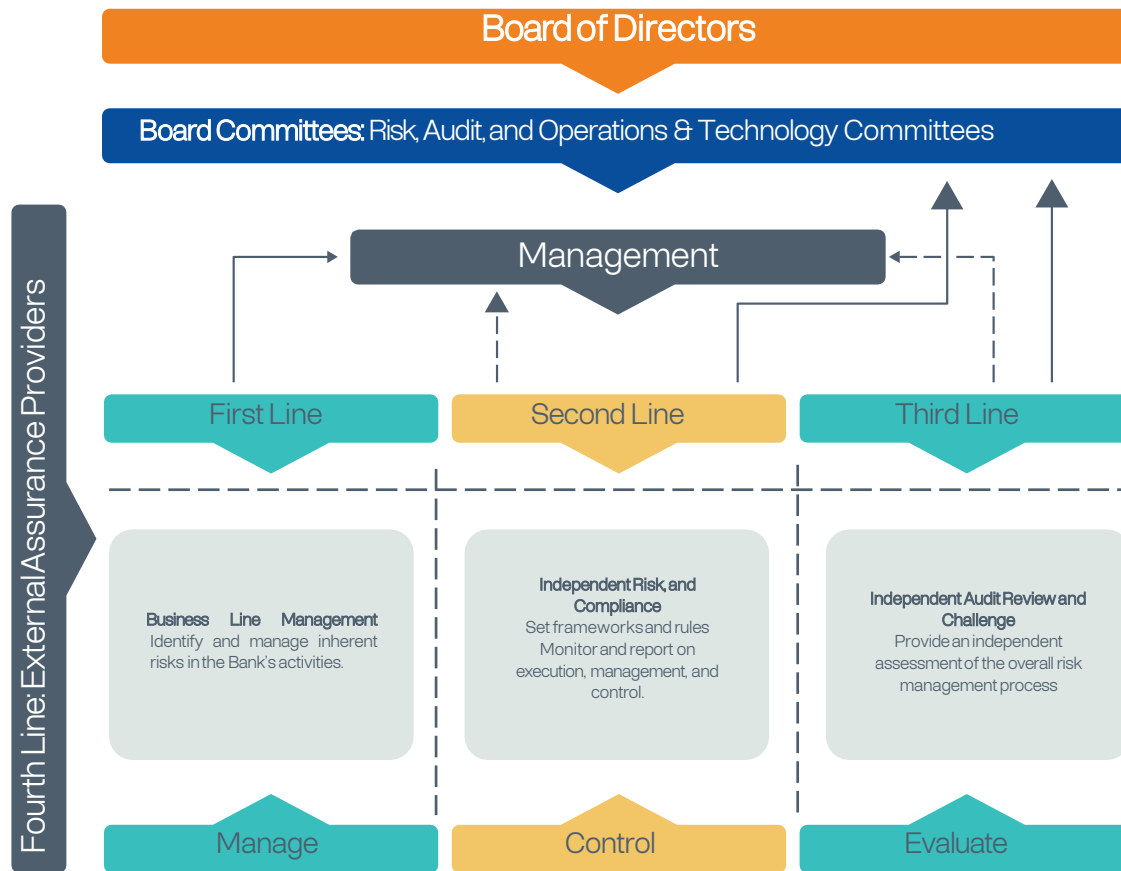 Board of Directors
Board Committees: Risk, Audit, and Operations & Technology Committees
Fourth Line: External Assurance Providers
Management
First Line
Second Line
Third Line
Business Line Management
Identify and manage inherent
risks in the Bank's activities.
Independent Risk, and
Compliance
Set frameworks and rules
Monitor and report on
execution, management, and
control.
Independent Audit Review and
Challenge
Provide an independent
assessment of the overall risk
management process
Manage
Control
Evaluate